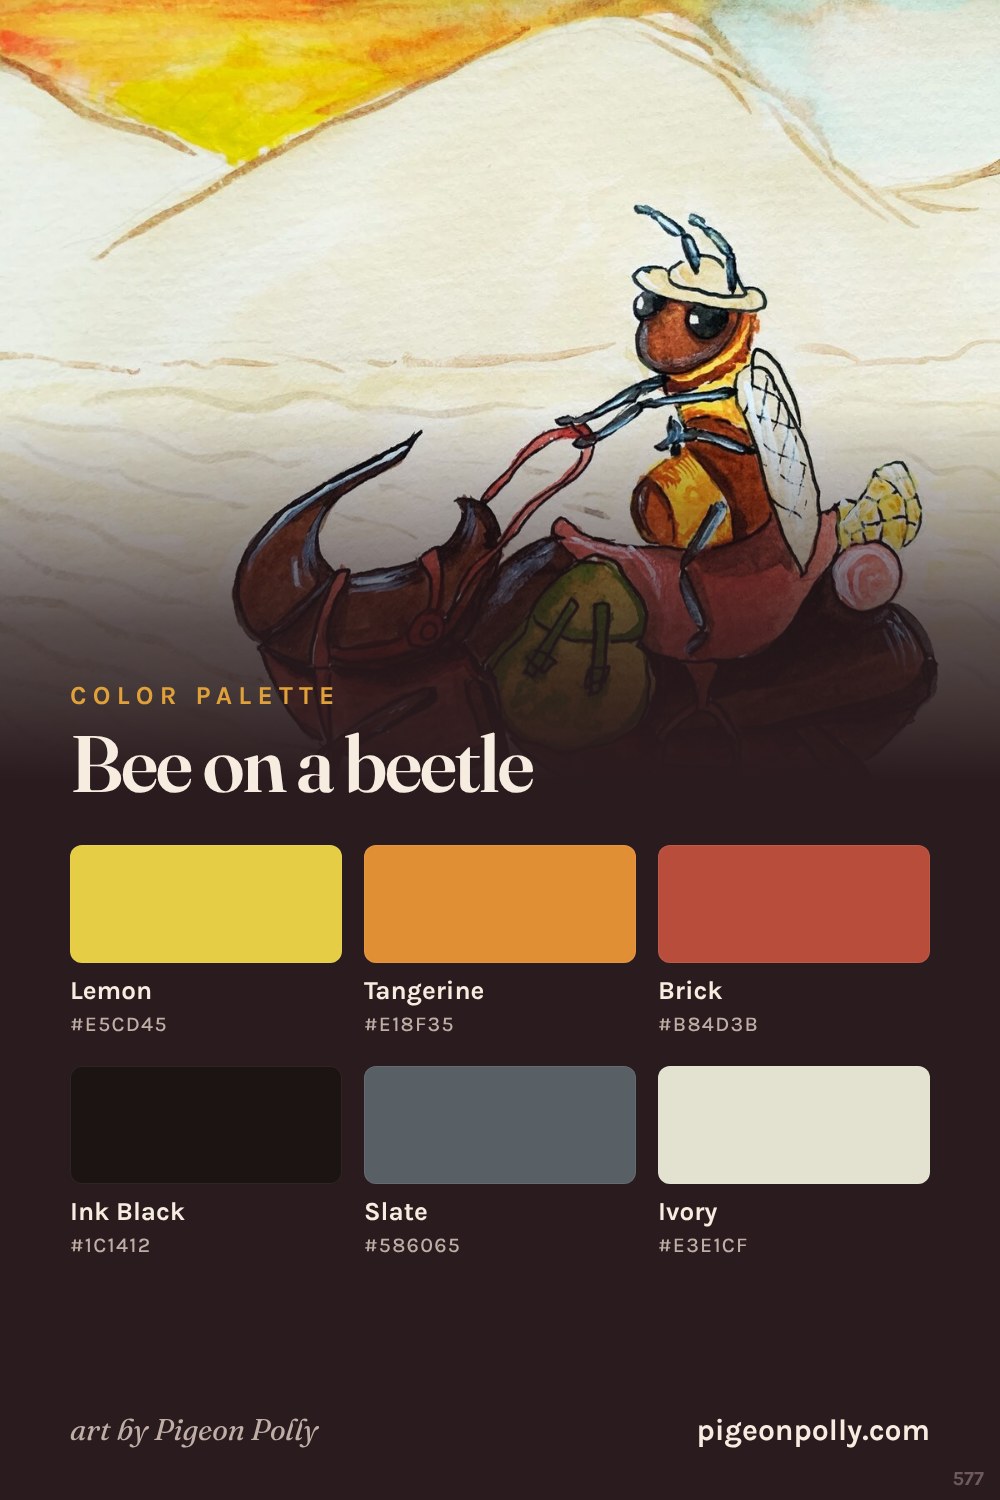 COLOR PALETTE
Bee on a beetle
Lemon Tangerine Brick
#E5CD45 #E18F35 #B84D3B
Ink Black Slate Ivory
#1C1412 #586065 #E3E1CF
art by Pigeon Polly pigeonpolly.com
577